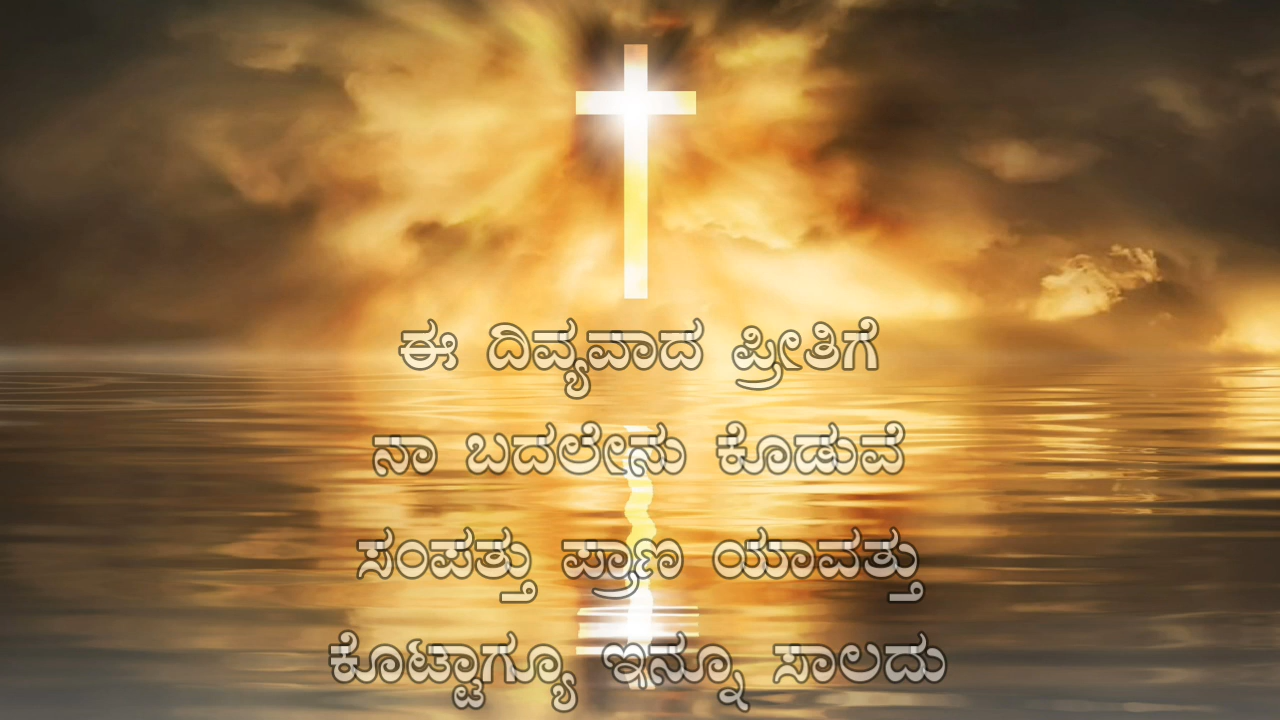 ಈ ದಿವ್ಯವಾದ ಪ್ರೀತಿಗೆ
ನಾ ಬದಲೇನು ಕೊಡುವೆ
ಸಂಪತ್ತು ಪ್ರಾಣ ಯಾವತ್ತು
ಕೊಟ್ಟಾಗ್ಯೂ ಇನ್ನೂ ಸಾಲದು